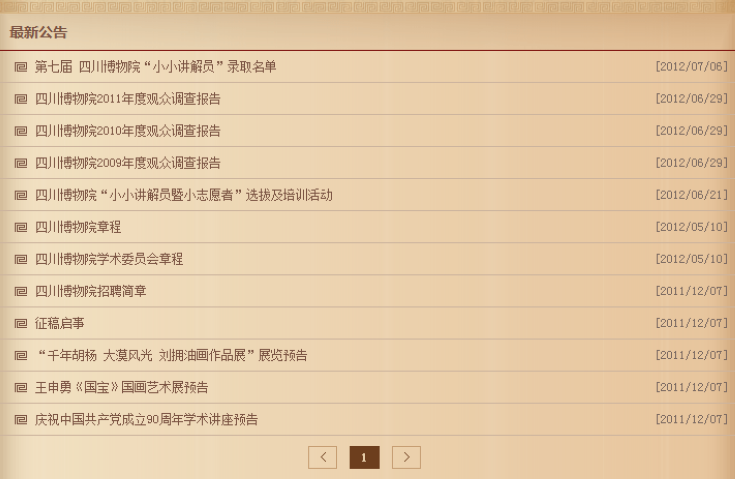 最新公告
第七届 四川博物院“小小讲解员”录取名单 [2012/07/06]
四川博物院2011年度观众调查报告 [2012/06/29]
四川博物院2010年度观众调查报告 [2012/06/29]
四川博物院2009年度观众调查报告 [2012/06/29]
四川博物院“小小讲解员暨小志愿者”选拔及培训活动 [2012/06/21]
四川博物院章程 [2012/05/10]
四川博物院学术委员会章程 [2012/05/10]
四川博物院招聘简章 [2011/12/07]
征稿启事 [2011/12/07]
“千年胡杨 大漠风光 刘拥油画作品展”展览预告 [2011/12/07]
王申勇《国宝》国画艺术展预告 [2011/12/07]
庆祝中国共产党成立90周年学术讲座预告 [2011/12/07]
< 1 >